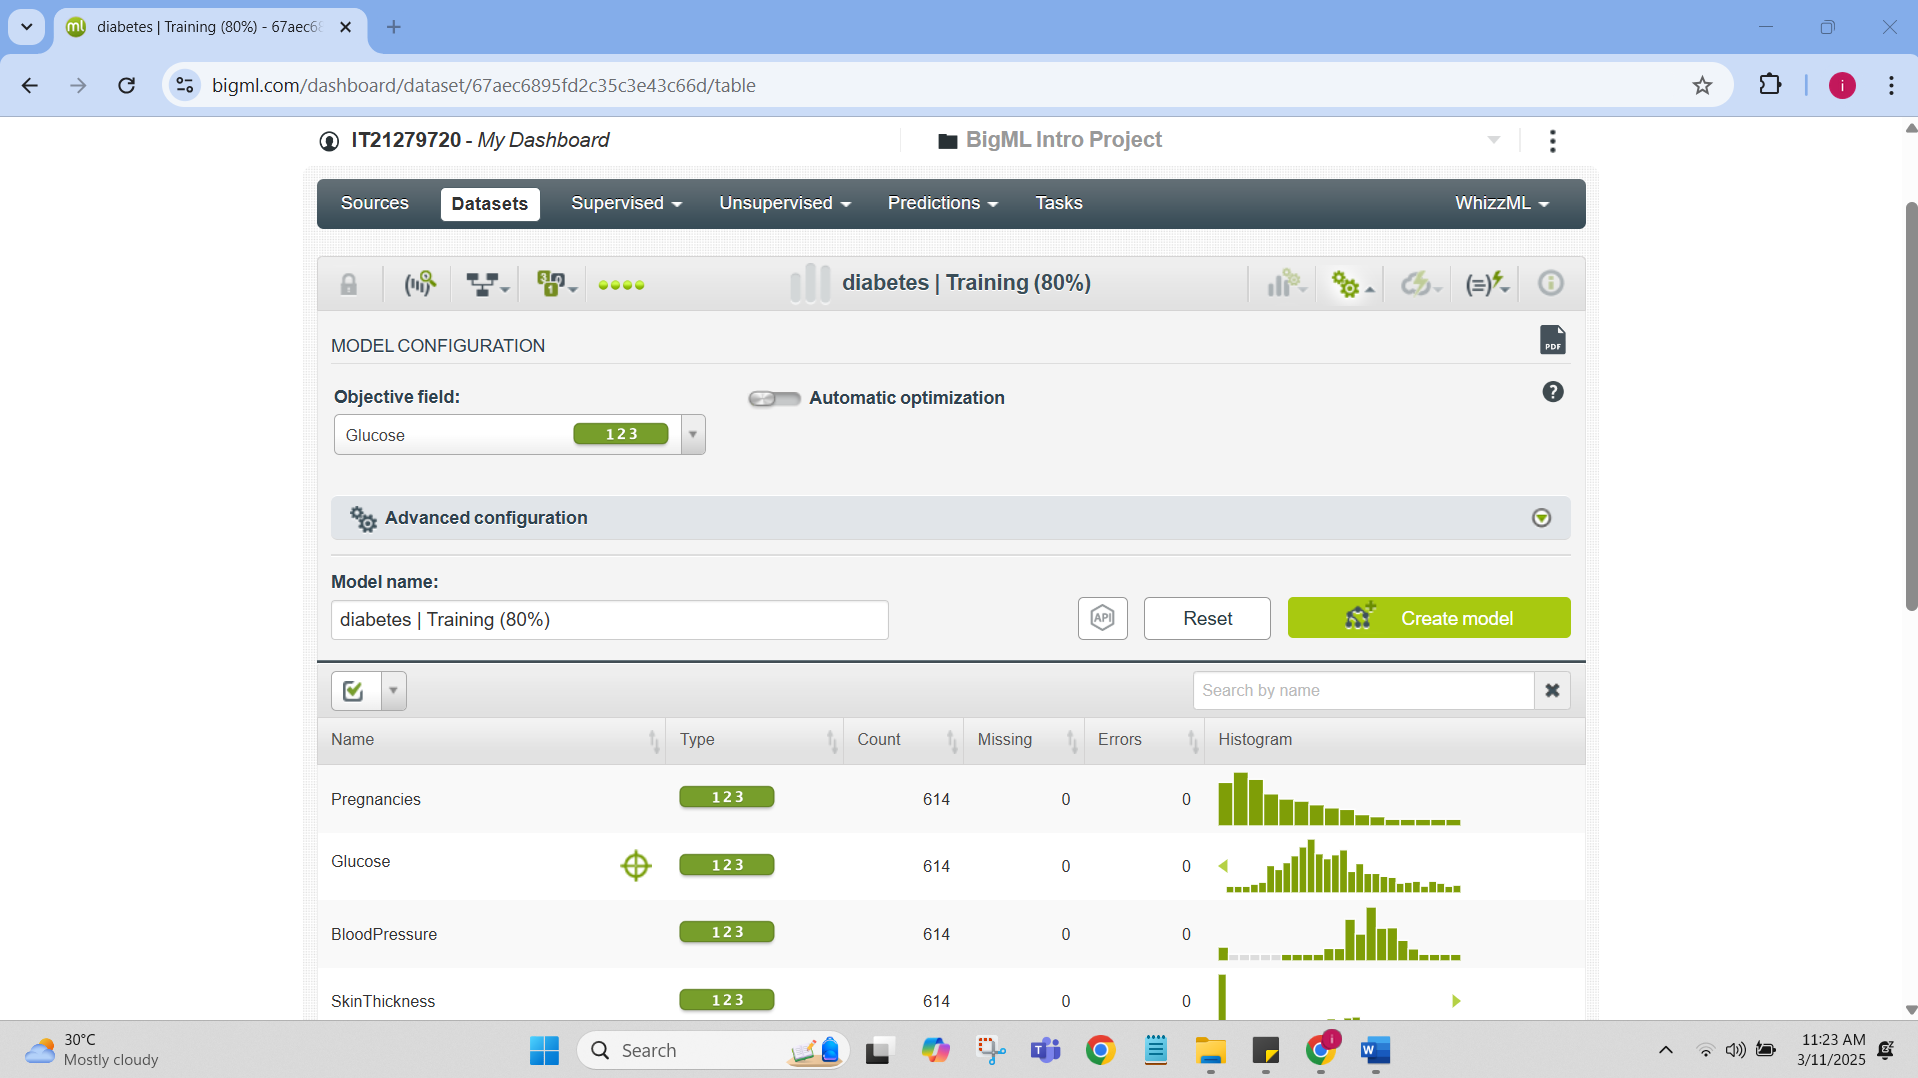 diabetes | Training (80%) - 67aec68
bigml.com/dashboard/dataset/67aec6895fd2c35c3e43c66d/table
i
IT21279720 - My Dashboard
BigML Intro Project
Sources
Datasets
Supervised
Unsupervised
Predictions
Tasks
WhizzML
diabetes | Training (80%)
MODEL CONFIGURATION
PDF
Objective field:
Automatic optimization
?
Glucose
123
Advanced configuration
Model name:
diabetes | Training (80%)
API
Reset
Create model
Search by name
Name
Type
Count
Missing
Errors
Histogram
Pregnancies 123 614 0 0
Glucose 123 614 0 0
BloodPressure 123 614 0 0
SkinThickness 123 614 0 0
30°C
Mostly cloudy
Search
11:23 AM
3/11/2025